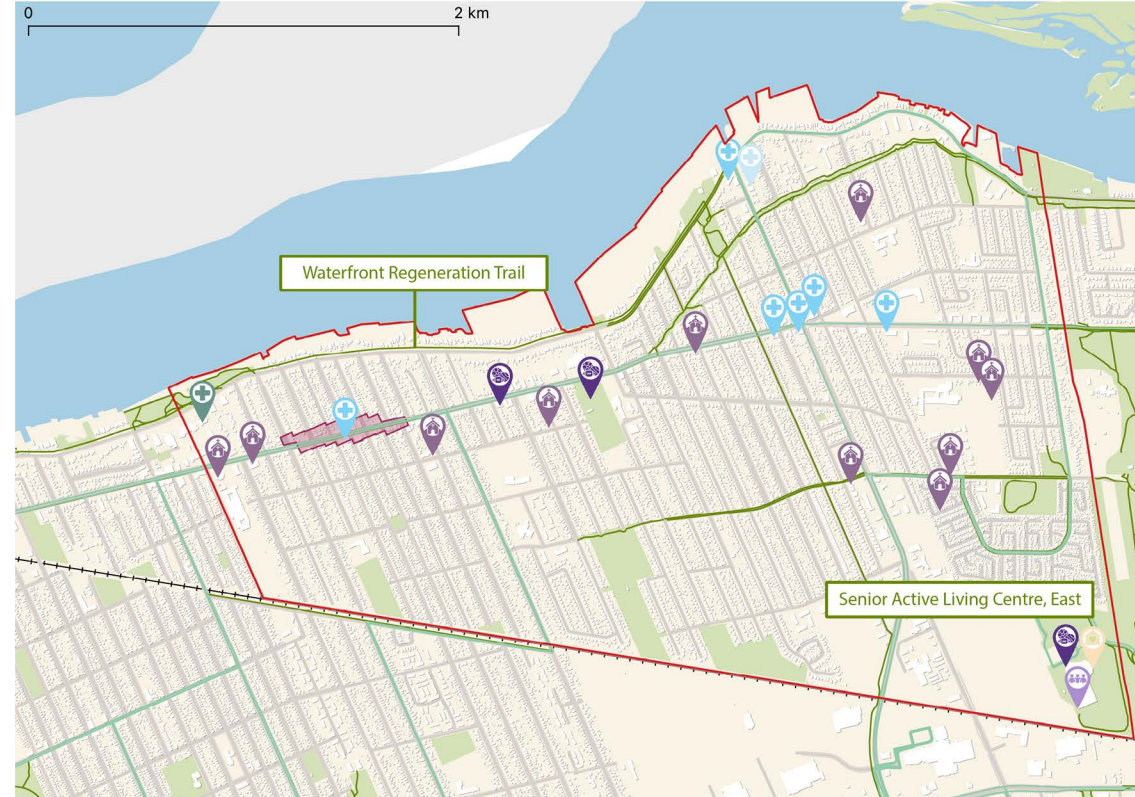 0
2 km
Waterfront Regeneration Trail
Senior Active Living Centre, East